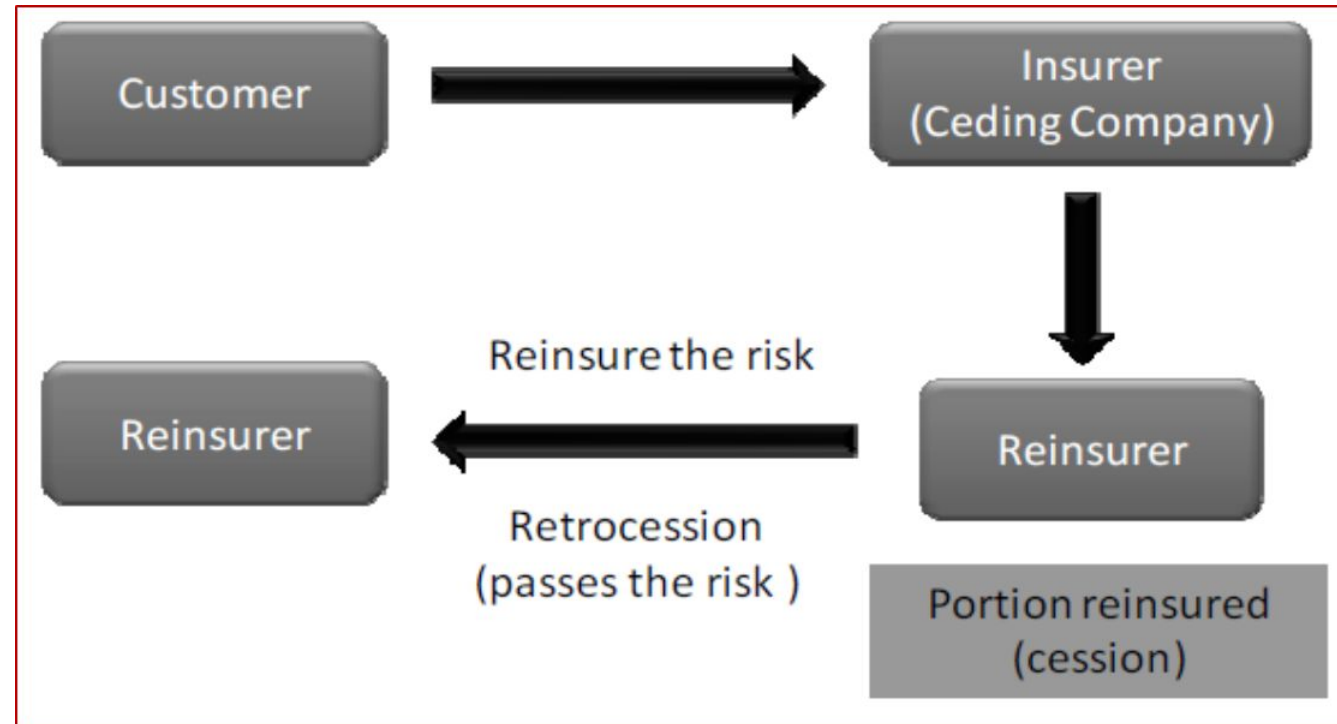 Customer
Insurer
(Ceding Company)
Reinsure the risk
Reinsurer
Reinsurer
Retrocession
(passes the risk )
Portion reinsured
(cession)